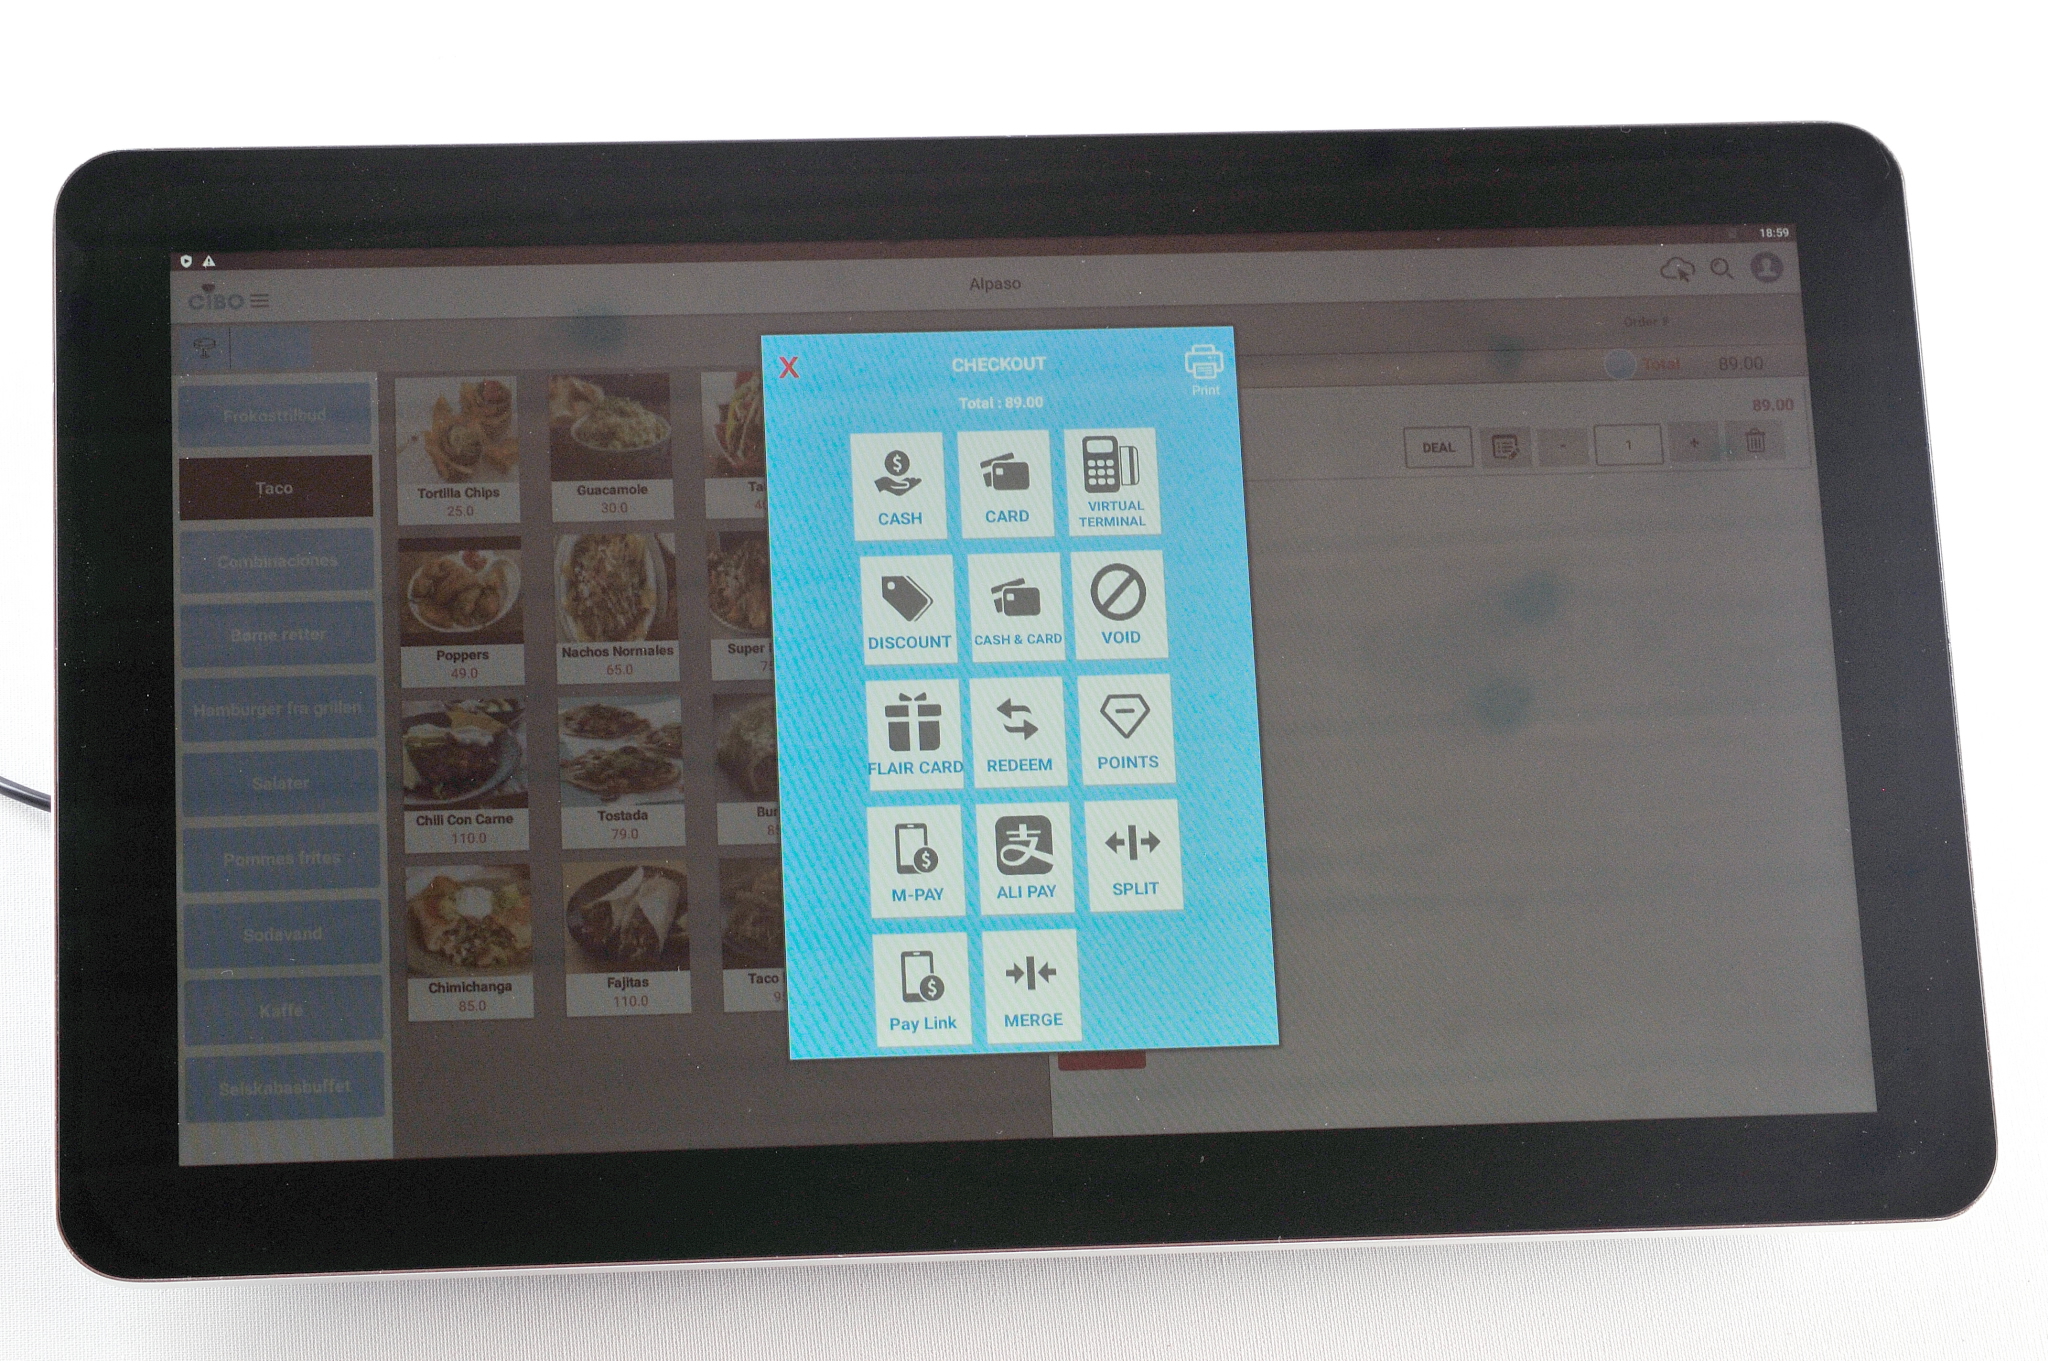 18:59
CIBO
Alpaso
Order #
Total 89.00
89.00
DEAL
-
1
+
Frokosttilbud
Taco
Combinaciones
Børne retter
Hamburger fra grillen
Salater
Pommes frites
Sodavand
Kaffe
Selskabasbuffet
Tortilla Chips
25.0
Guacamole
30.0
Poppers
49.0
Nachos Normales
65.0
Super
Chili Con Carne
110.0
Tostada
79.0
Chimichanga
85.0
Fajitas
110.0
Taco
X
CHECKOUT
Print
Total : 89.00
CASH
CARD
VIRTUAL
TERMINAL
DISCOUNT
CASH & CARD
VOID
FLAIR CARD
REDEEM
POINTS
M-PAY
支
ALI PAY
SPLIT
Pay Link
MERGE